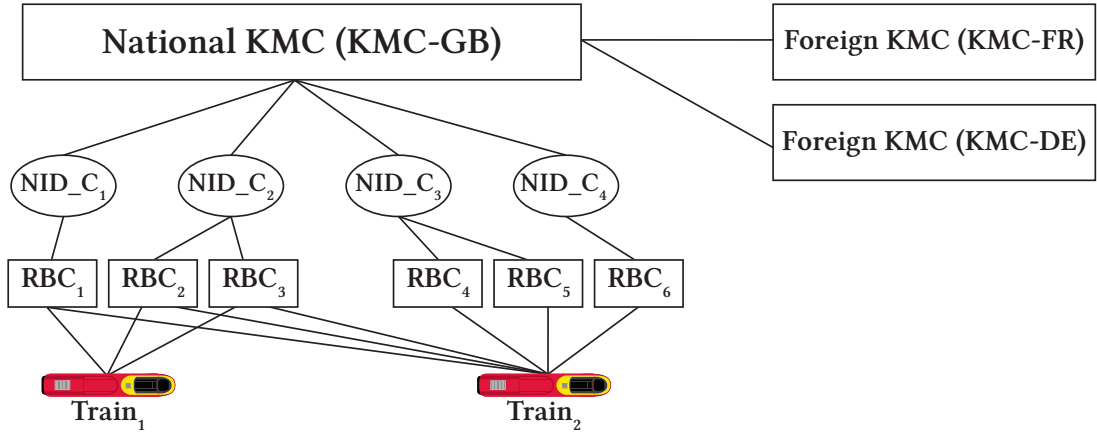 National KMC (KMC-GB)
Foreign KMC (KMC-FR)
Foreign KMC (KMC-DE)
NID_C₁
NID_C₂
NID_C₃
NID_C₄
RBC₁
RBC₂
RBC₃
RBC₄
RBC₅
RBC₆
Train₁
Train₂